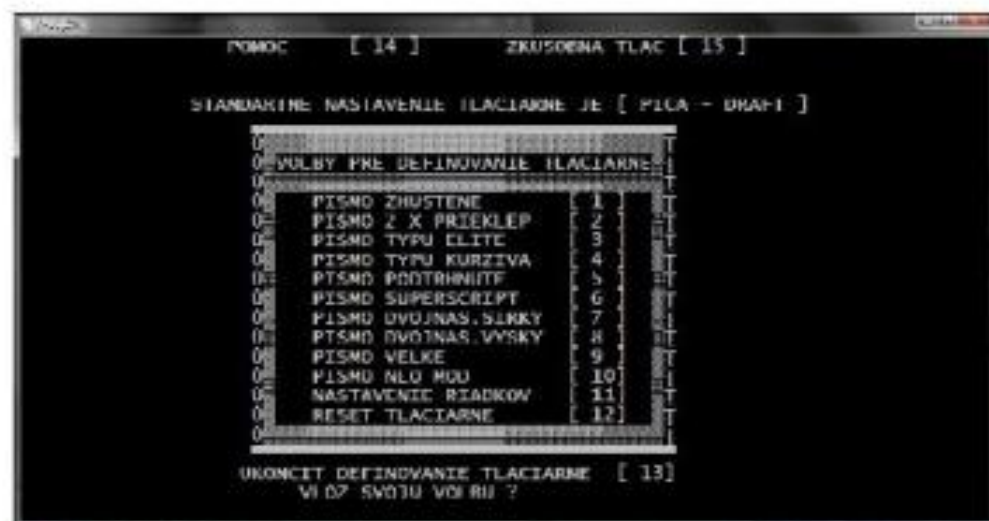 POMOC [ 14 ] ZKUSOBNA TLAC [ 15 ]
STANDARTNE NASTAVENIE TLACIARNE JE [ PICA - DRAFT ]
VOLBY PRE DEFINOVANIE TLACIARNE
PISMO ZHUSTENE [ 1 ]
PISMO 2 X PRIEKLEP [ 2 ]
PISMO TYPU ELITE [ 3 ]
PISMO TYPU KURZIVA [ 4 ]
PISMO PODTRHNUTE [ 5 ]
PISMO SUPERSCRIPT [ 6 ]
PISMO DVOJNAS.SIRKY [ 7 ]
PISMO DVOJNAS.VYSKY [ 8 ]
PISMO VELKE [ 9 ]
PISMO NLQ MOD [ 10]
NASTAVENIE RIADKOV [ 11]
RESET TLACIARNE [ 12]
UKONCIT DEFINOVANIE TLACIARNE [ 13]
VLOZ SVOJU VOLBU ?